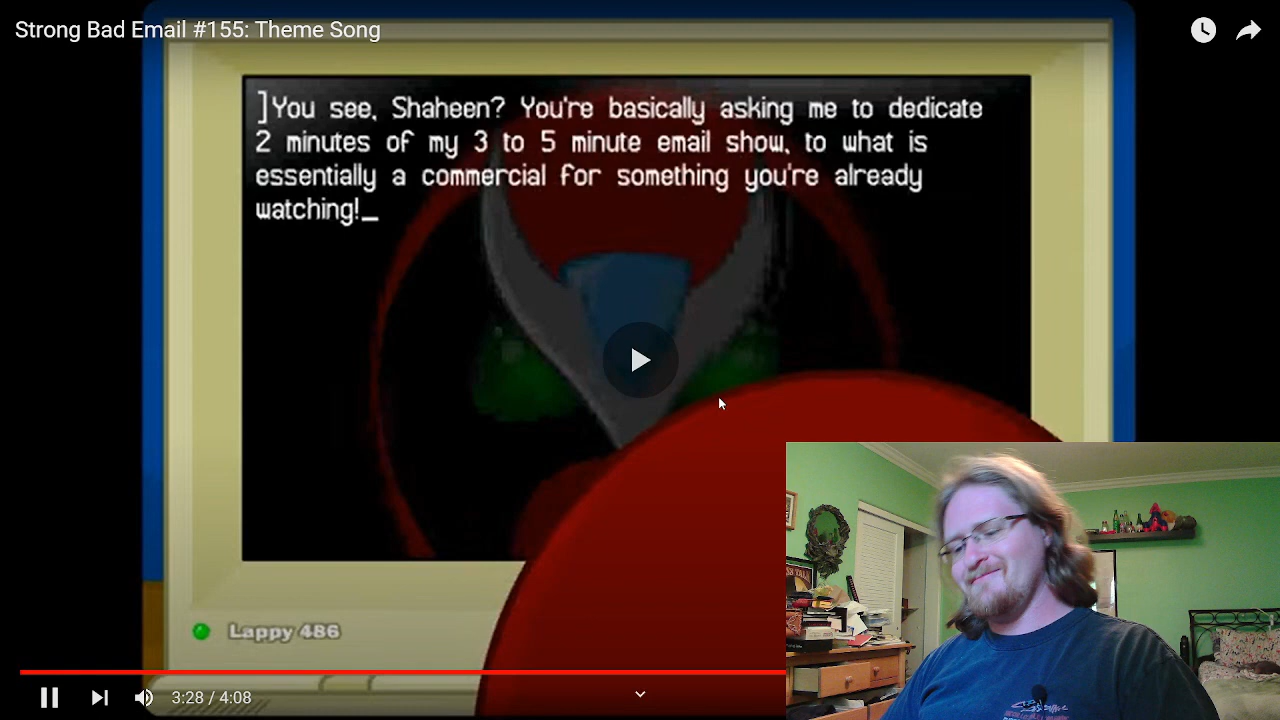 Strong Bad Email #155: Theme Song
]You see, Shaheen? You're basically asking me to dedicate
2 minutes of my 3 to 5 minute email show, to what is
essentially a commercial for something you're already
watching!_
Lappy 486
3:28 / 4:08